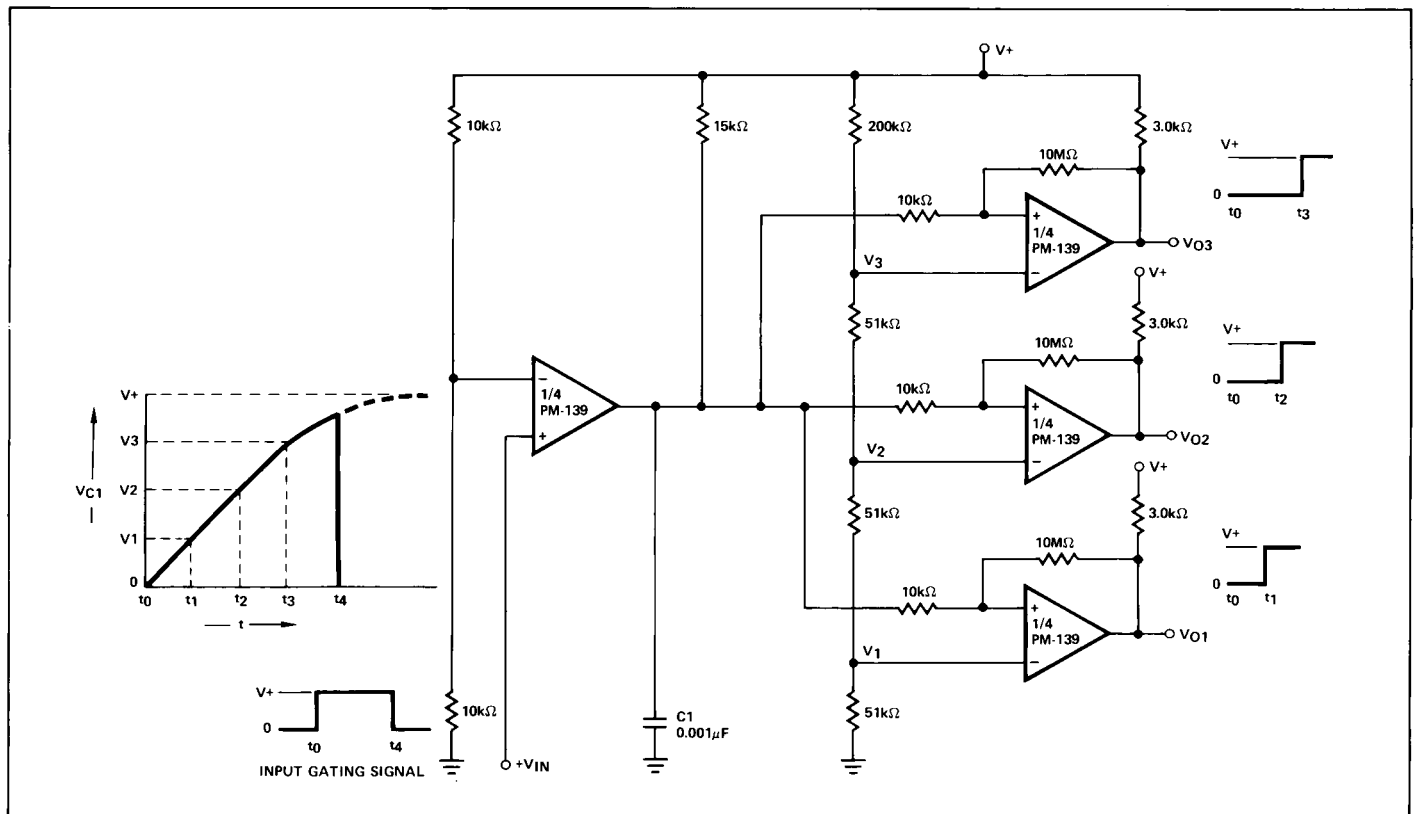 V+
10kΩ
15kΩ
200kΩ
3.0kΩ
10MΩ
10kΩ
+
1/4
PM-139
−
V3
VO3
V+
0
t0 t3
51kΩ
V+
3.0kΩ
10MΩ
10kΩ
+
1/4
PM-139
−
V2
VO2
V+
0
t0 t2
−
1/4
PM-139
+
51kΩ
V+
3.0kΩ
10MΩ
10kΩ
+
1/4
PM-139
−
V1
VO1
V+
0
t0 t1
51kΩ
V+
V3
V2
V1
0
VC1
t0 t1 t2 t3 t4
t
V+
0
t0 t4
INPUT GATING SIGNAL
10kΩ
+VIN
C1
0.001μF